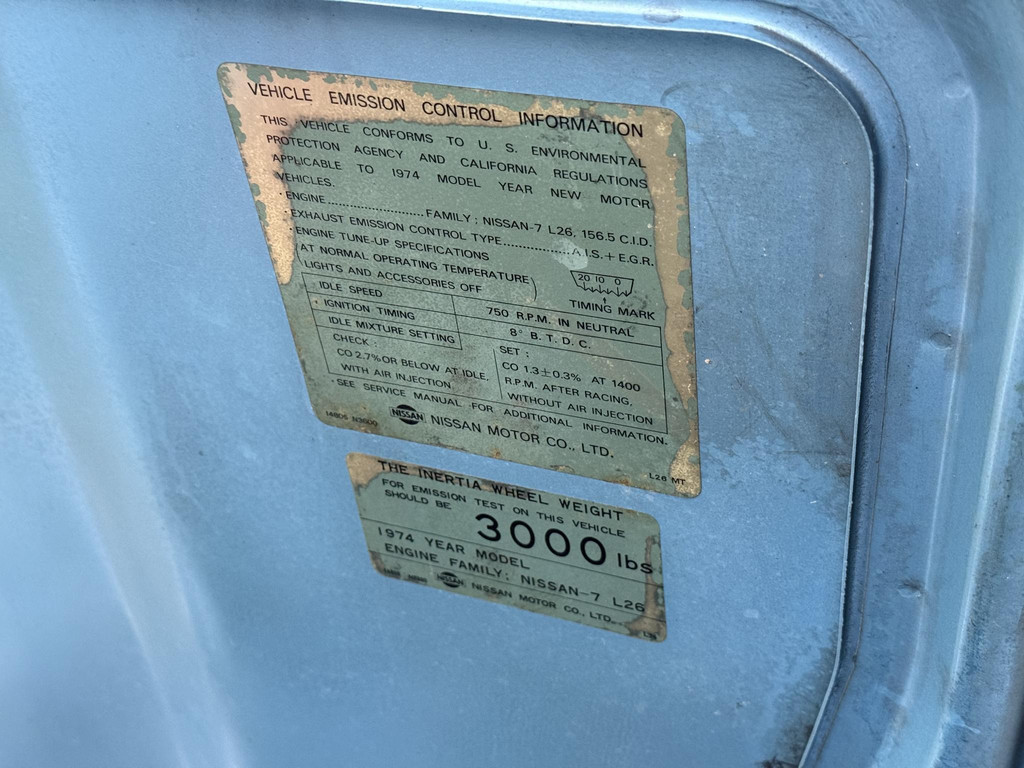 VEHICLE EMISSION CONTROL INFORMATION
THIS VEHICLE CONFORMS TO U. S. ENVIRONMENTAL
PROTECTION AGENCY AND CALIFORNIA REGULATIONS
APPLICABLE TO 1974 MODEL YEAR NEW MOTOR
VEHICLES.
· ENGINE........................FAMILY ; NISSAN-7 L26, 156.5 C.I.D.
· EXHAUST EMISSION CONTROL TYPE.................A.I.S. + E.G.R.
· ENGINE TUNE-UP SPECIFICATIONS
(AT NORMAL OPERATING TEMPERATURE
LIGHTS AND ACCESSORIES OFF)
20 10 0
TIMING MARK
IDLE SPEED 750 R.P.M. IN NEUTRAL
IGNITION TIMING 8° B. T. D. C.
IDLE MIXTURE SETTING
CHECK :
CO 2.7% OR BELOW AT IDLE.
WITH AIR INJECTION
SET :
CO 1.3±0.3% AT 1400
R.P.M. AFTER RACING,
WITHOUT AIR INJECTION
· SEE SERVICE MANUAL FOR ADDITIONAL INFORMATION.
NISSAN NISSAN MOTOR CO., LTD.
L26 MT
THE INERTIA WHEEL WEIGHT
FOR EMISSION TEST ON THIS VEHICLE
SHOULD BE 3000 lbs
1974 YEAR MODEL
ENGINE FAMILY; NISSAN-7 L26
NISSAN NISSAN MOTOR CO., LTD.